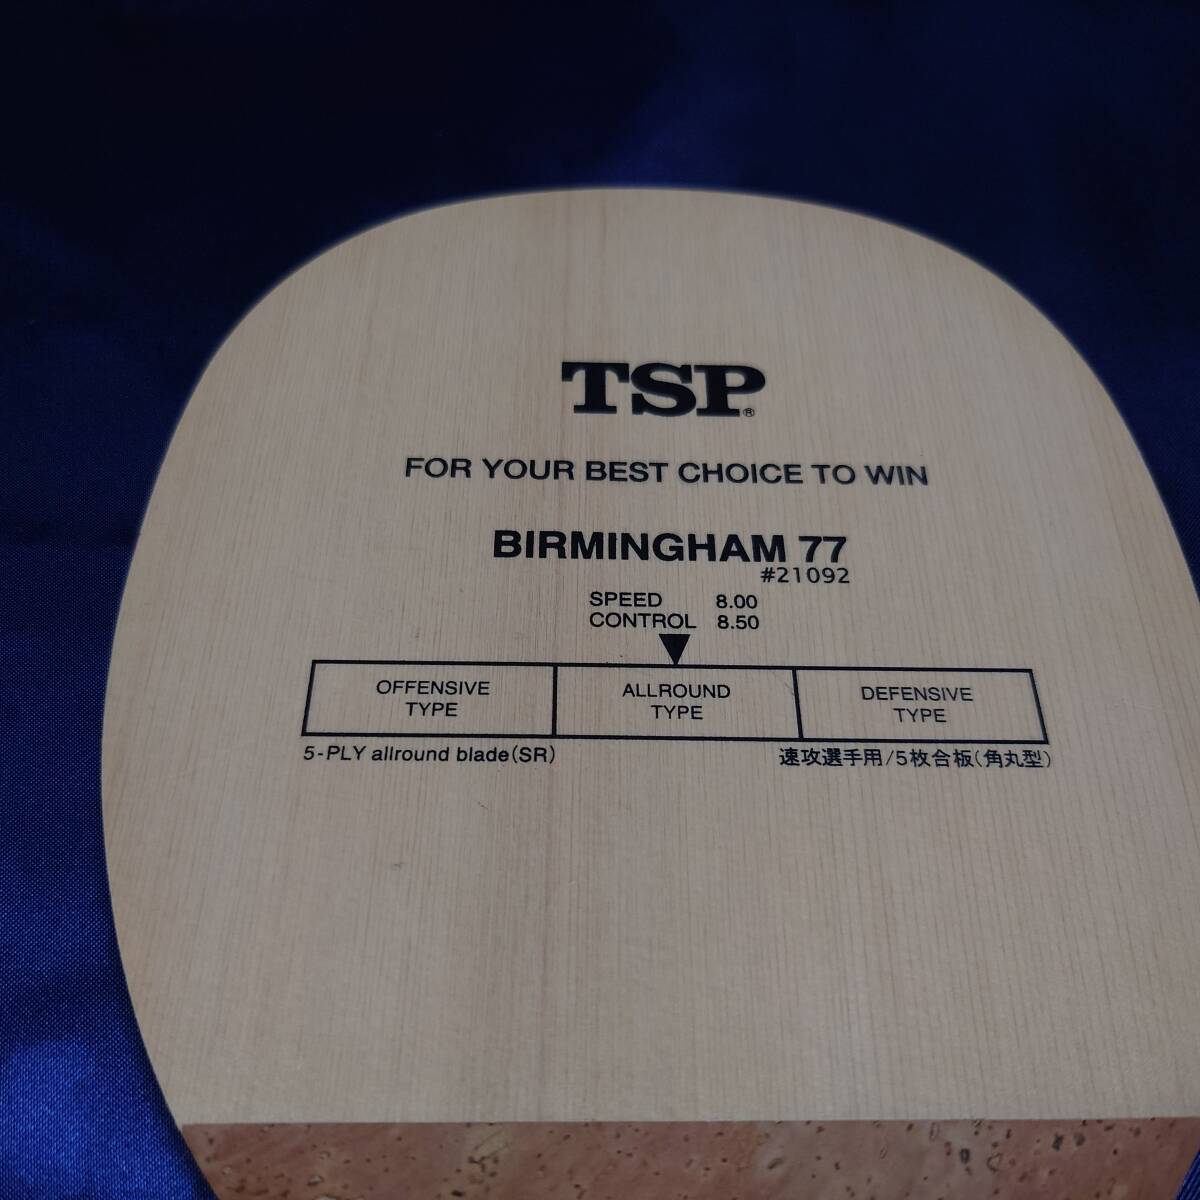 TSP®
FOR YOUR BEST CHOICE TO WIN
BIRMINGHAM 77
#21092
SPEED 8.00
CONTROL 8.50
OFFENSIVE TYPE
ALLROUND TYPE
DEFENSIVE TYPE
5-PLY allround blade(SR)
速攻選手用/5枚合板(角丸型)